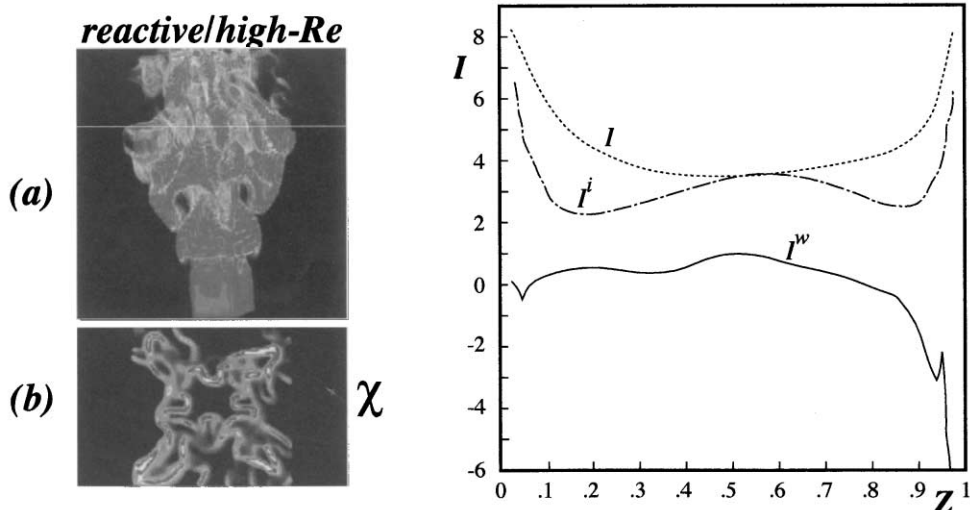 reactive/high-Re
(a)
(b)
χ
I
8
6
4
2
0
-2
-4
-6
I
I^i
I^w
0 .1 .2 .3 .4 .5 .6 .7 .8 .9 1
Z